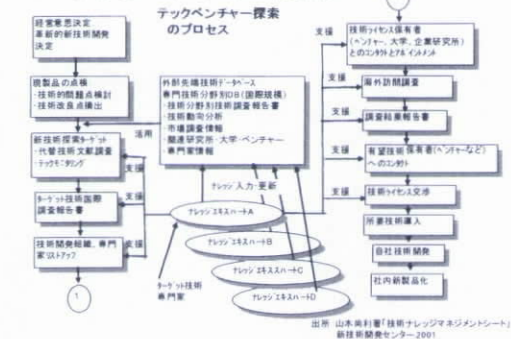 テックベンチャー探索
のプロセス
経営意思決定
革新的新技術開発
決定
現製品の点検
・技術的問題点検討
・技術改良点摘出
新技術探索ターゲット
・代替技術文献調査
・テックモニタリング
ターゲット技術国際
調査報告書
技術開発組織、専門
家リストアップ
1
活用
支援
支援
支援
外部先端技術データベース
専門技術分野別DB(国際規模)
・技術分野別技術調査報告書
・技術動向分析
・市場調査情報
・関連研究所・大学・ベンチャー
・専門家情報
ナレッジ入力・更新
ナレッジエキスパートA
ナレッジエキスパートB
ナレッジエキスパートC
ナレッジエキスパートD
ターゲット技術
専門家
支援
支援
支援
支援
支援
技術ライセンス保有者
(ベンチャー、大学、企業研究所)
とのコンタクトとアポイントメント
海外訪問調査
調査結果報告書
有望技術保有者(ベンチャーなど)
へのコンタクト
技術ライセンス交渉
所要技術導入
自社技術開発
社内新製品化
出所 山本尚利著「技術ナレッジマネジメントシート」
新技術開発センター、2001